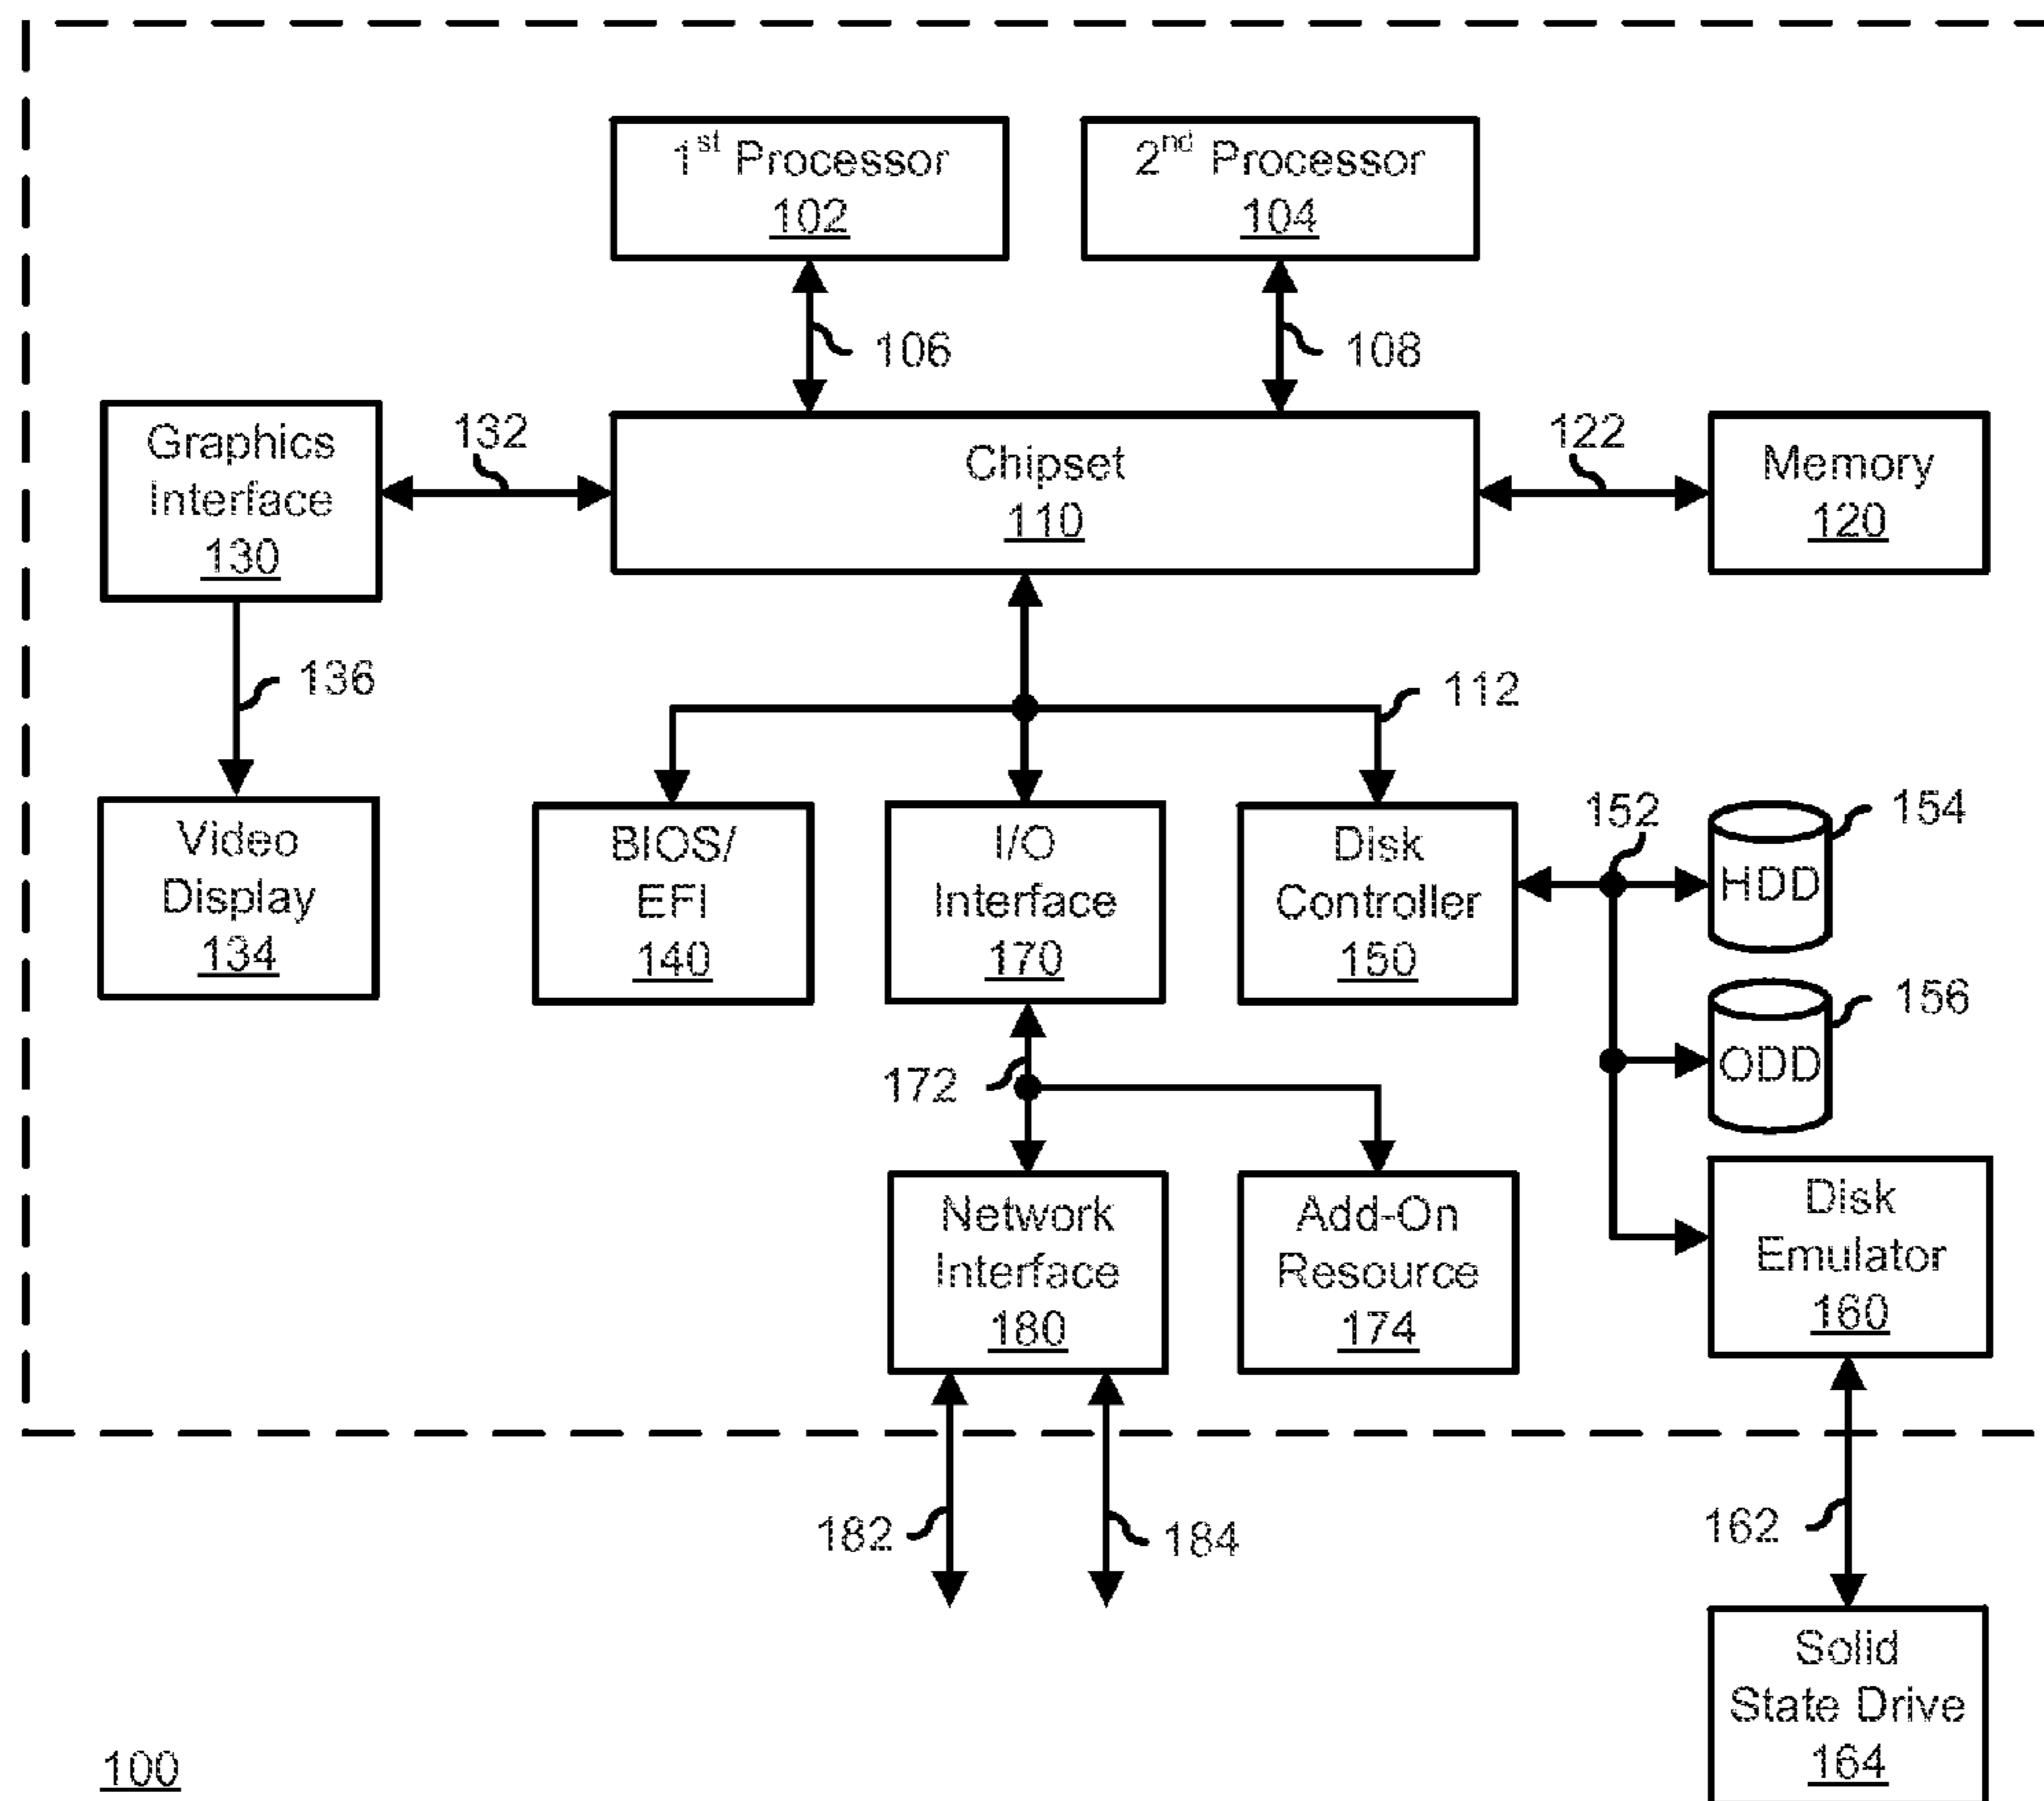 1st Processor
102
2nd Processor
104
106
108
Graphics
Interface
130
132
Chipset
110
122
Memory
120
136
112
Video
Display
134
BIOS/
EFI
140
I/O
Interface
170
Disk
Controller
150
152
HDD
154
ODD
156
172
Network
Interface
180
Add-On
Resource
174
Disk
Emulator
160
182
184
162
Solid
State Drive
164
100